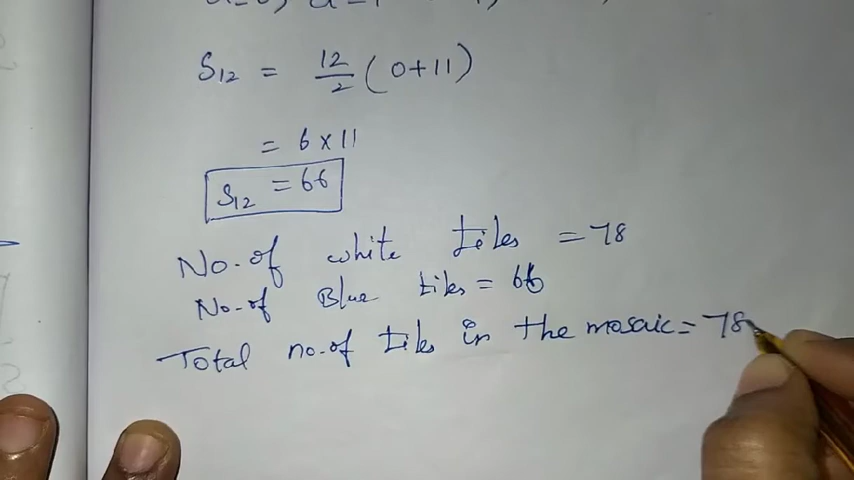 S12 = 12/2 (0+11)
= 6 x 11
S12 = 66
No. of white tiles = 78
No. of Blue tiles = 66
Total no. of tiles in the mosaic = 78